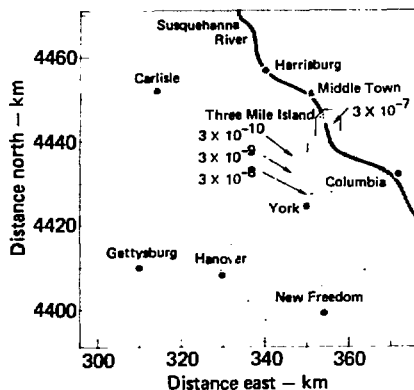 Susquehanna
River
4460
Harrisburg
Carlisle
Middle Town
Three Mile Island
3 × 10⁻⁷
4440
3 × 10⁻¹⁰
3 × 10⁻⁹
3 × 10⁻⁸
Columbia
Distance north — km
4420
York
Gettysburg
Hanover
4400
New Freedom
300
320
340
360
Distance east — km